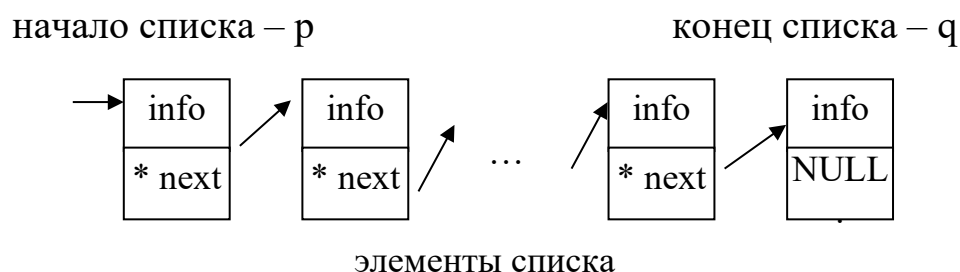 начало списка – p конец списка – q
info info info info
* next * next … * next NULL
элементы списка